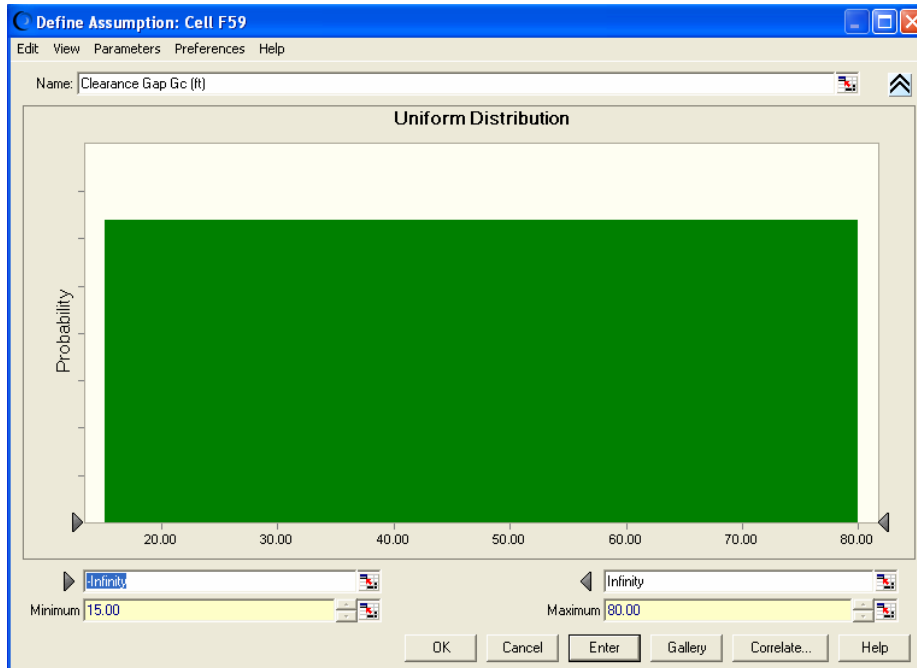 Define Assumption: Cell F59
Edit View Parameters Preferences Help
Name: Clearance Gap Gc (ft)
Uniform Distribution
Probability
20.00 30.00 40.00 50.00 60.00 70.00 80.00
-Infinity Infinity
Minimum 15.00 Maximum 80.00
OK Cancel Enter Gallery Correlate... Help